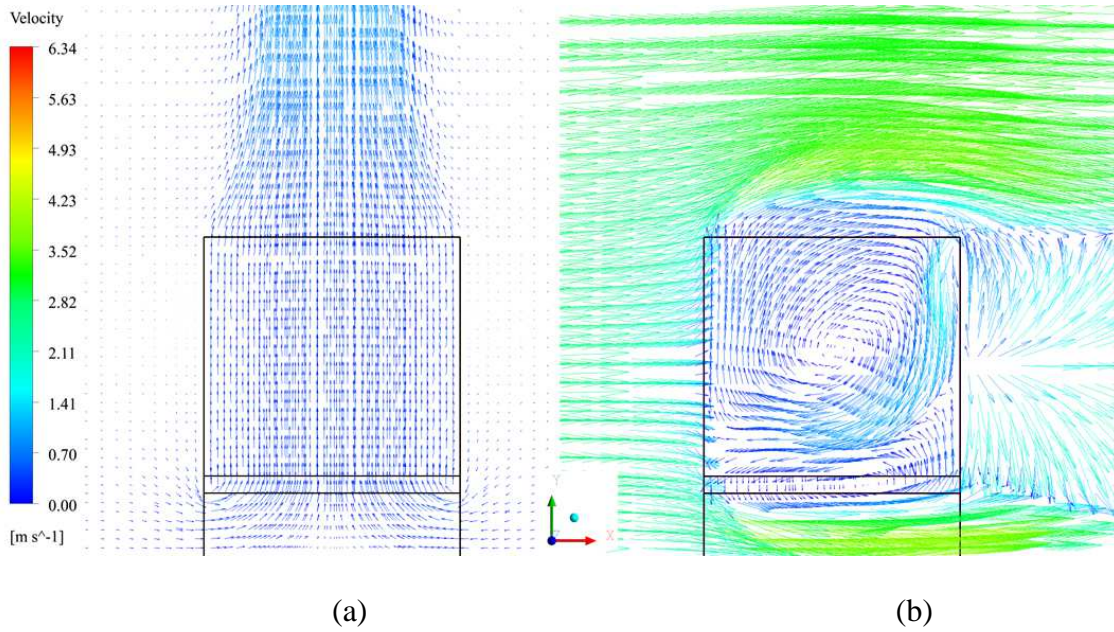 Velocity
6.34
5.63
4.93
4.23
3.52
2.82
2.11
1.41
0.70
0.00
[m s^-1]
Y
X
(a)
(b)